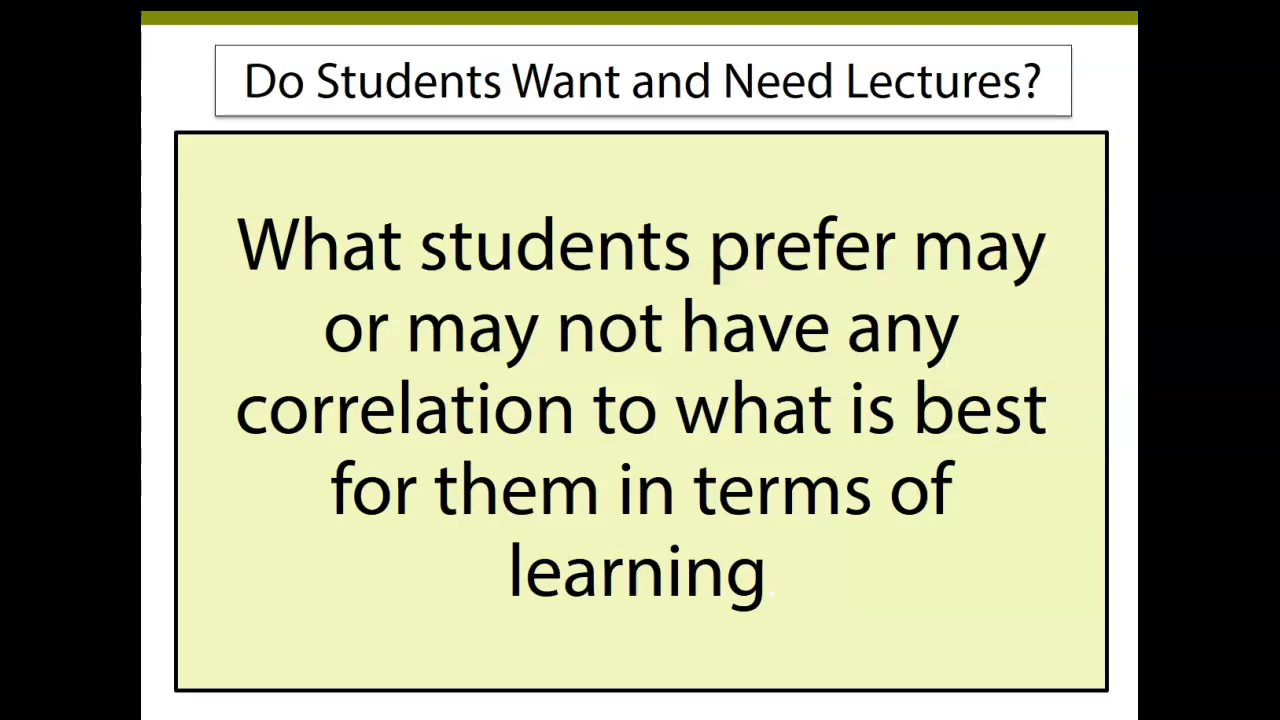 Do Students Want and Need Lectures?
What students prefer may
or may not have any
correlation to what is best
for them in terms of
learning.